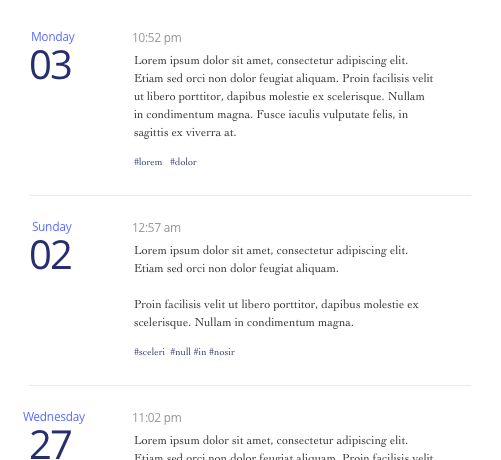 Monday
03
10:52 pm
Lorem ipsum dolor sit amet, consectetur adipiscing elit.
Etiam sed orci non dolor feugiat aliquam. Proin facilisis velit
ut libero porttitor, dapibus molestie ex scelerisque. Nullam
in condimentum magna. Fusce iaculis vulputate felis, in
sagittis ex viverra at.
#lorem #dolor
Sunday
02
12:57 am
Lorem ipsum dolor sit amet, consectetur adipiscing elit.
Etiam sed orci non dolor feugiat aliquam.
Proin facilisis velit ut libero porttitor, dapibus molestie ex
scelerisque. Nullam in condimentum magna.
#sceleri #null #in #nosir
Wednesday
27
11:02 pm
Lorem ipsum dolor sit amet, consectetur adipiscing elit.
Etiam sed orci non dolor feugiat aliquam. Proin facilisis velit